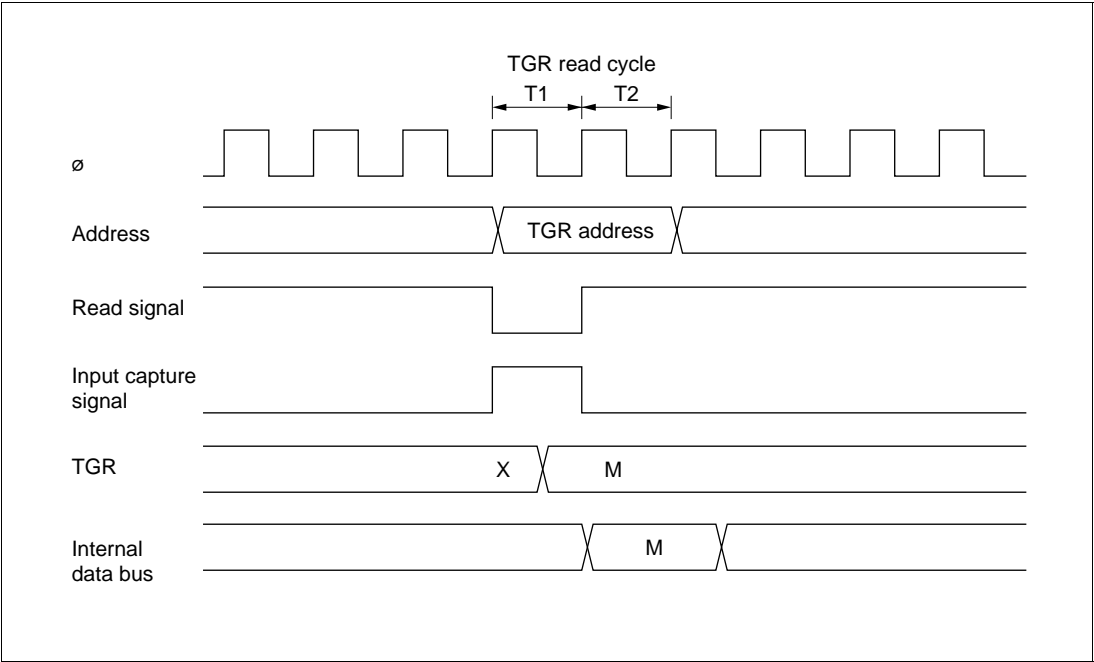 TGR read cycle
T1 T2
ø
Address
TGR address
Read signal
Input capture
signal
TGR
X M
Internal
data bus
M